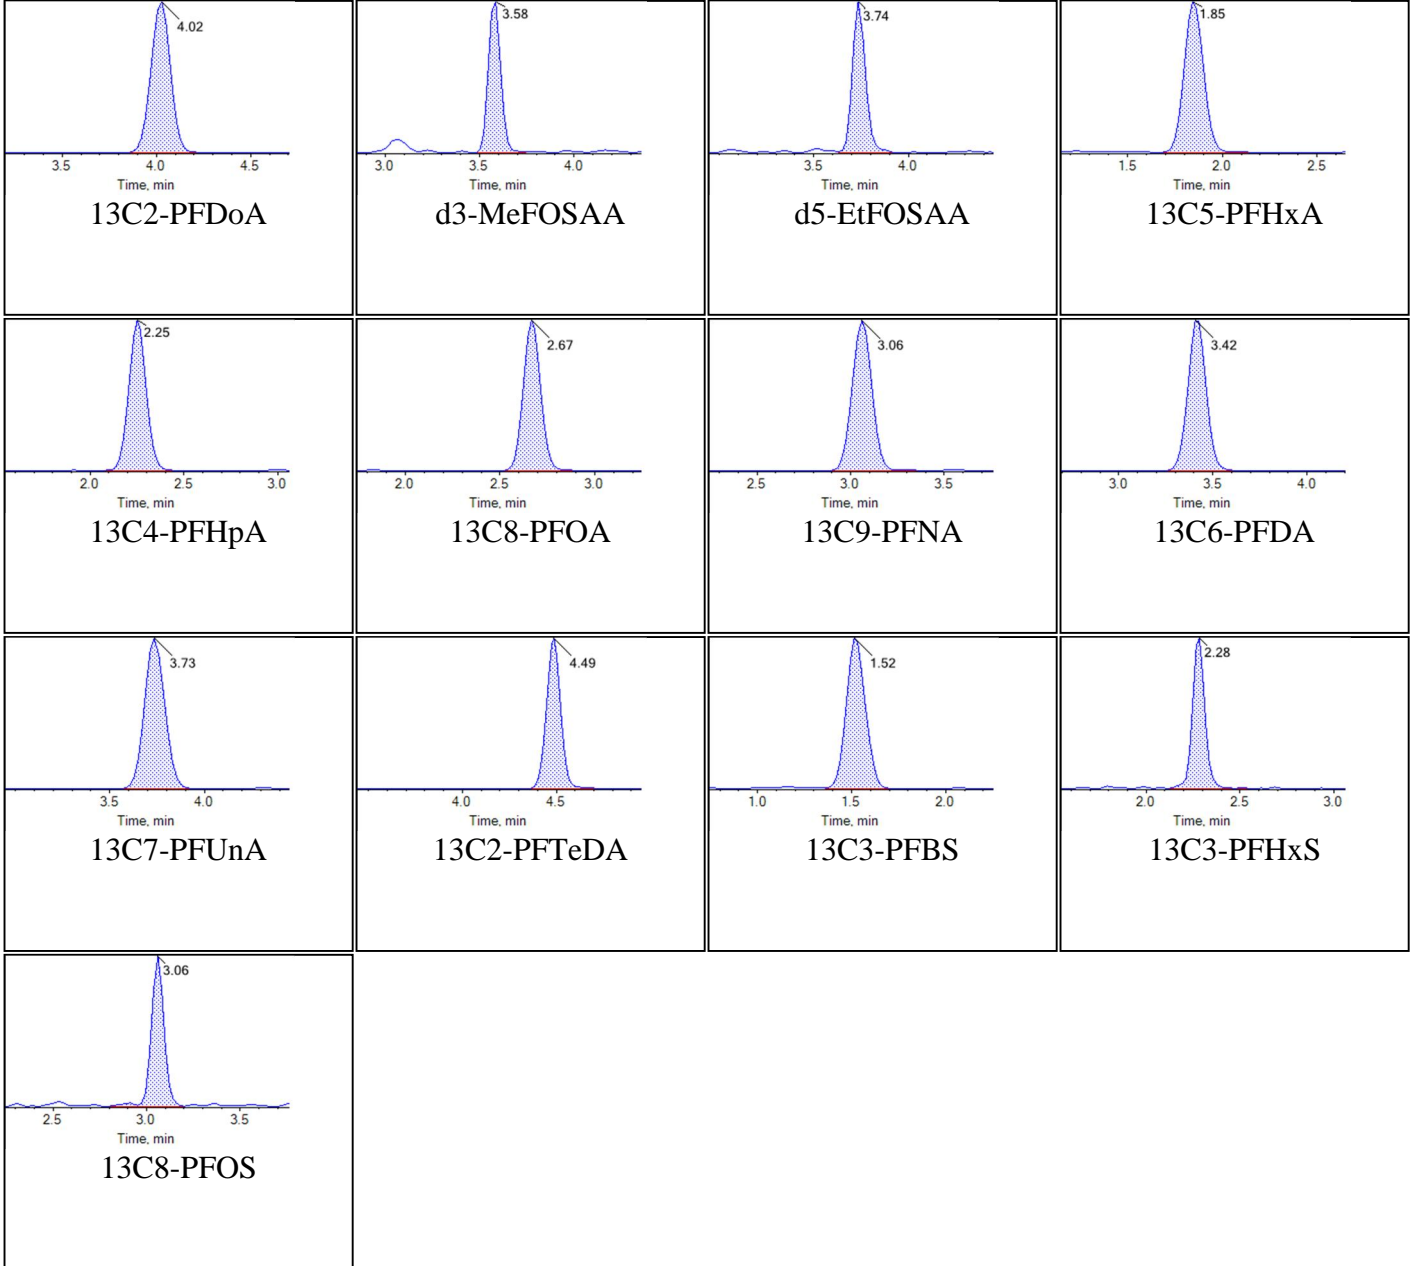 4.02
3.5 4.0 4.5
Time, min
13C2-PFDoA
3.58
3.0 3.5 4.0
Time, min
d3-MeFOSAA
3.74
3.5 4.0
Time, min
d5-EtFOSAA
1.85
1.5 2.0 2.5
Time, min
13C5-PFHxA
2.25
2.0 2.5 3.0
Time, min
13C4-PFHpA
2.67
2.0 2.5 3.0
Time, min
13C8-PFOA
3.06
2.5 3.0 3.5
Time, min
13C9-PFNA
3.42
3.0 3.5 4.0
Time, min
13C6-PFDA
3.73
3.5 4.0
Time, min
13C7-PFUnA
4.49
4.0 4.5
Time, min
13C2-PFTeDA
1.52
1.0 1.5 2.0
Time, min
13C3-PFBS
2.28
2.0 2.5 3.0
Time, min
13C3-PFHxS
3.06
2.5 3.0 3.5
Time, min
13C8-PFOS